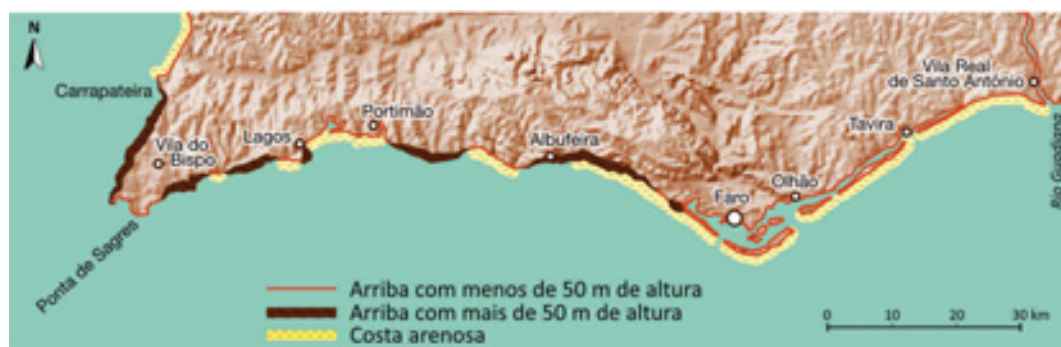 N
Carrapateira
Vila do
Bispo
Lagos
Portimão
Albufeira
Faro
Olhão
Tavira
Vila Real
de Santo António
Rio Guadiana
Ponta de Sagres
Arriba com menos de 50 m de altura
Arriba com mais de 50 m de altura
Costa arenosa
0 10 20 30 km